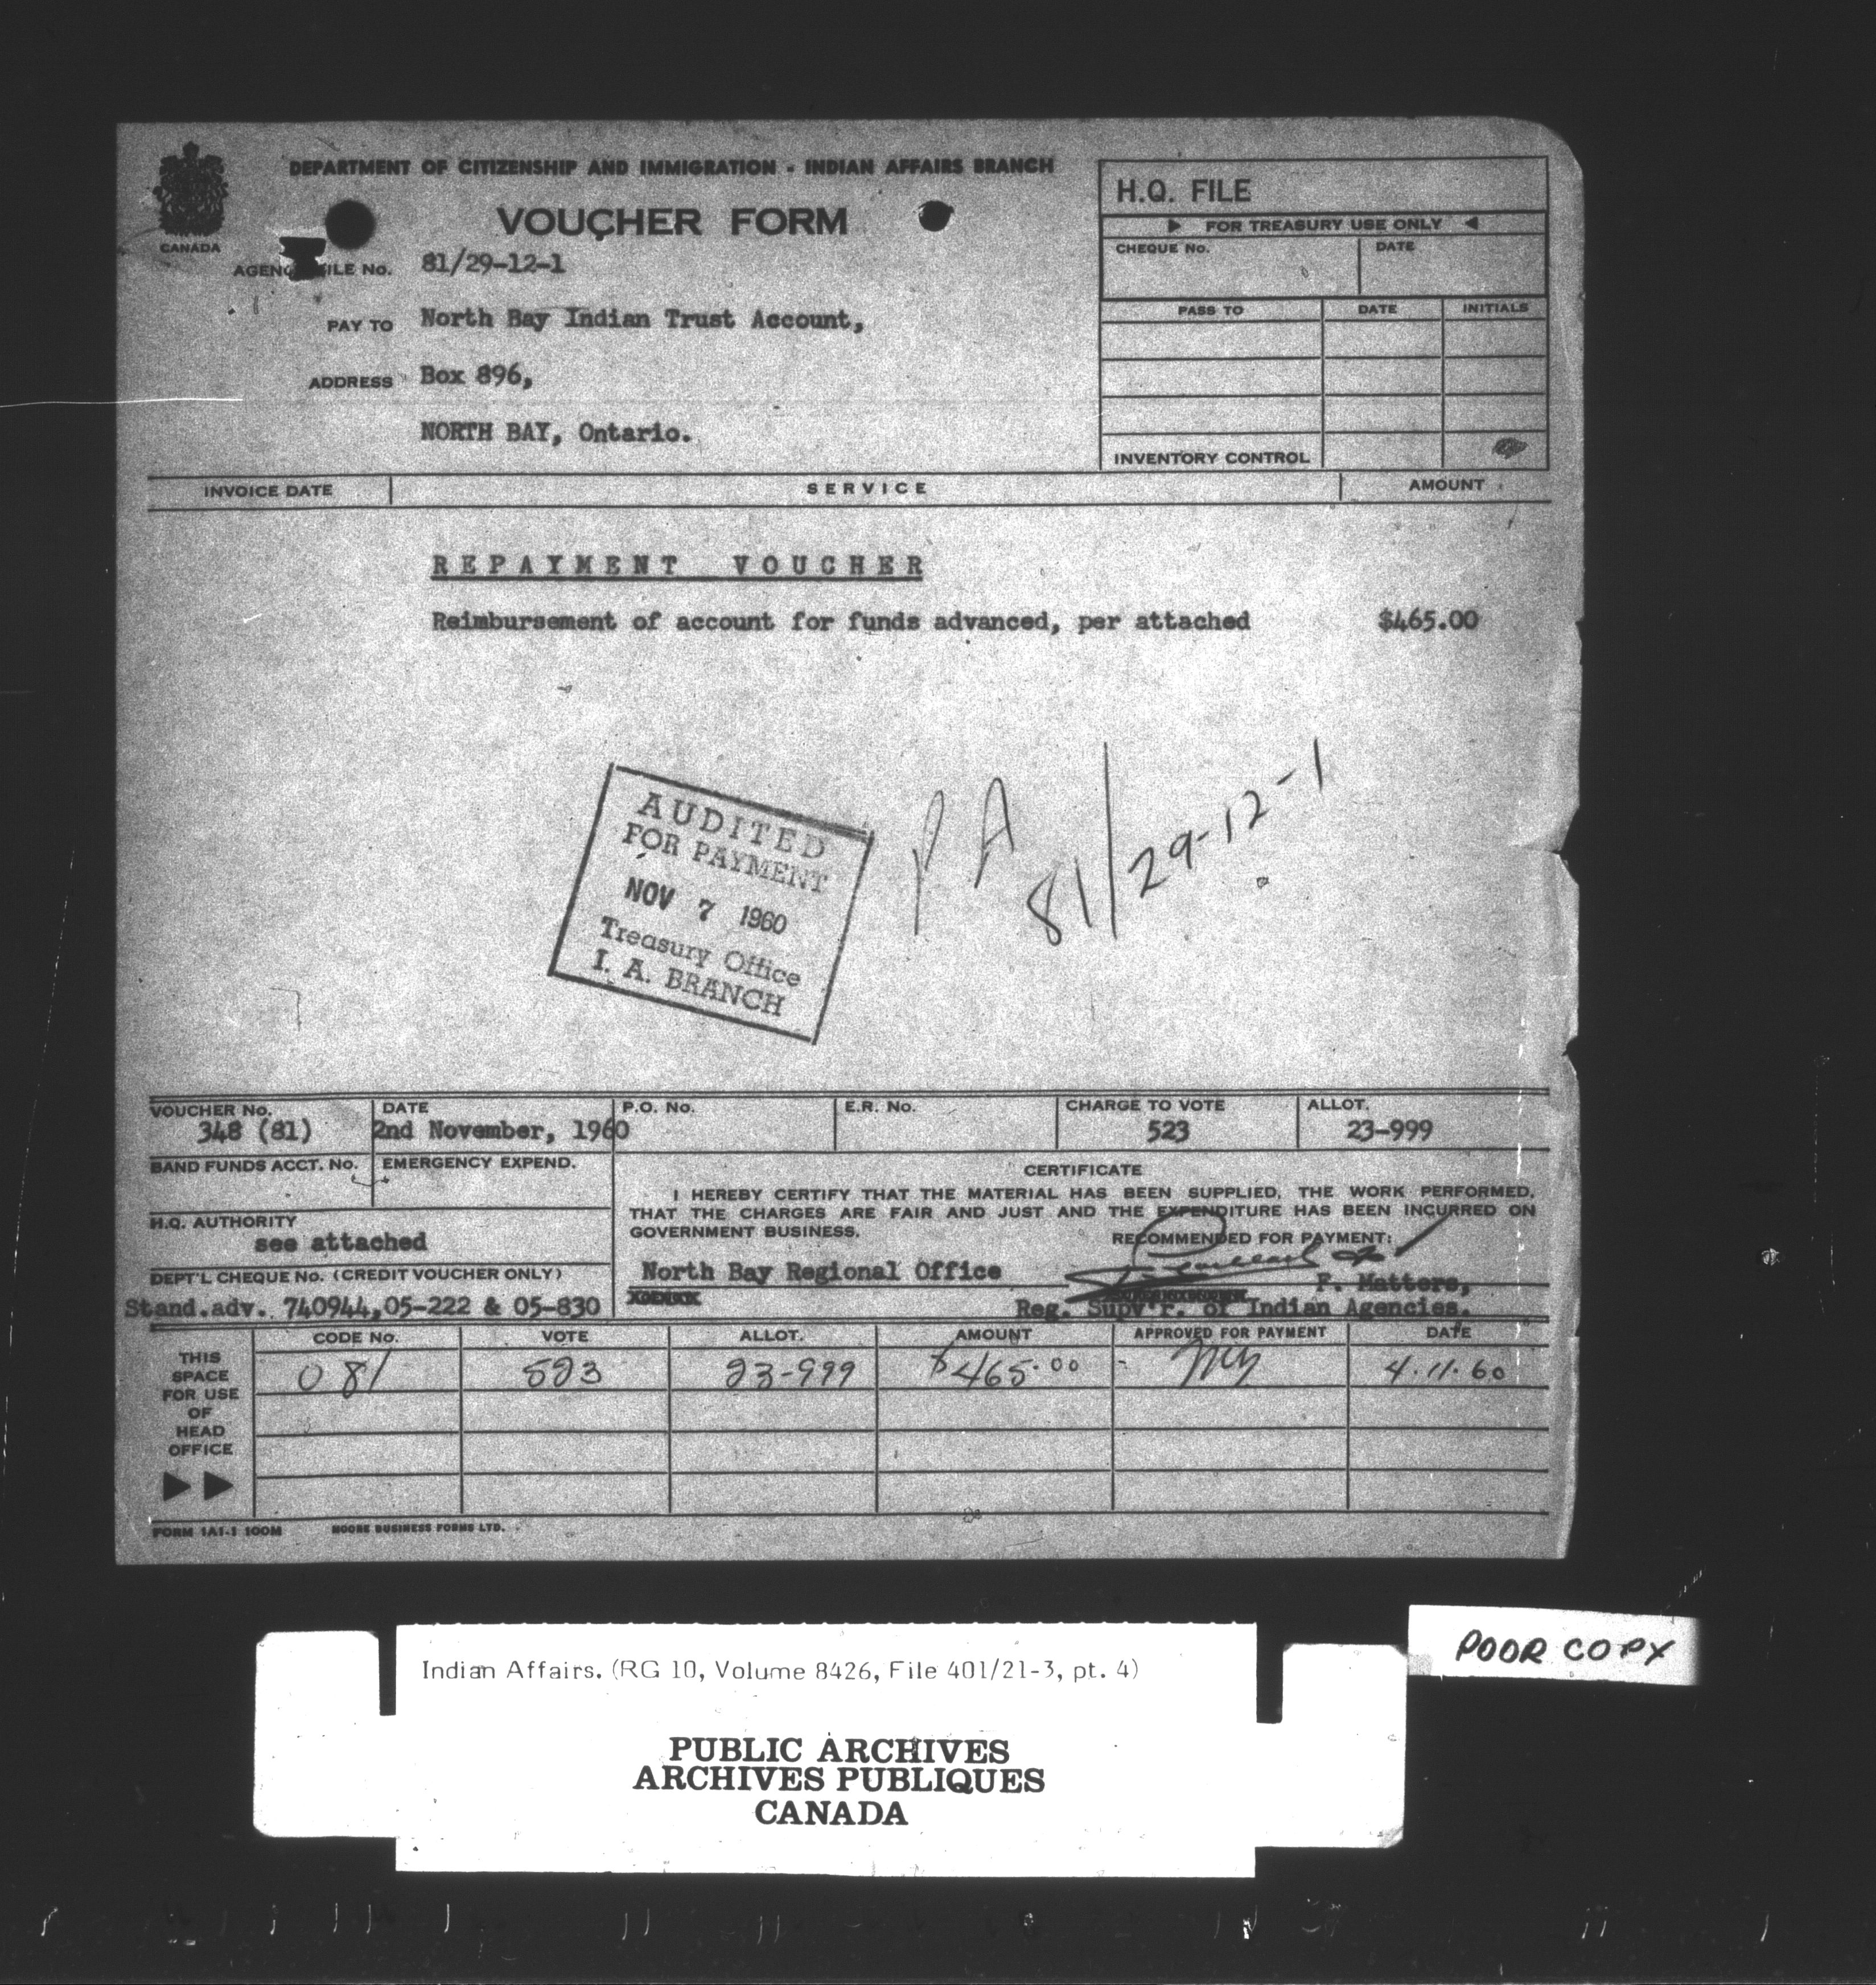 DEPARTMENT OF CITIZENSHIP AND IMMIGRATION - INDIAN AFFAIRS BRANCH
VOUCHER FORM
CANADA
AGENCY FILE No. 81/29-12-1
PAY TO North Bay Indian Trust Account,
ADDRESS Box 896,
NORTH BAY, Ontario.
H.Q. FILE
FOR TREASURY USE ONLY
CHEQUE No. DATE
PASS TO DATE INITIALS
INVENTORY CONTROL
INVOICE DATE SERVICE AMOUNT
REPAYMENT VOUCHER
Reimbursement of account for funds advanced, per attached $465.00
AUDITED
FOR PAYMENT
NOV 7 1960
Treasury Office
I. A. BRANCH
PA 81/29-12-1
VOUCHER No. DATE P.O. No. E.R. No. CHARGE TO VOTE ALLOT.
348 (81) 2nd November, 1960 523 23-999
BAND FUNDS ACCT. No. EMERGENCY EXPEND.
CERTIFICATE
I HEREBY CERTIFY THAT THE MATERIAL HAS BEEN SUPPLIED, THE WORK PERFORMED,
THAT THE CHARGES ARE FAIR AND JUST AND THE EXPENDITURE HAS BEEN INCURRED ON
GOVERNMENT BUSINESS.
H.Q. AUTHORITY
see attached
RECOMMENDED FOR PAYMENT:
DEPT'L CHEQUE No. (CREDIT VOUCHER ONLY)
Stand.adv. 740944,05-222 & 05-830
North Bay Regional Office
F. Matters,
Reg. Supv'r. of Indian Agencies.
THIS
SPACE
FOR USE
OF
HEAD
OFFICE
CODE No. VOTE ALLOT. AMOUNT APPROVED FOR PAYMENT DATE
081 523 23-999 $465.00 4.11.60
FORM 1A1-1 100M MOORE BUSINESS FORMS LTD.
POOR COPY
Indian Affairs. (RG 10, Volume 8426, File 401/21-3, pt. 4)
PUBLIC ARCHIVES
ARCHIVES PUBLIQUES
CANADA